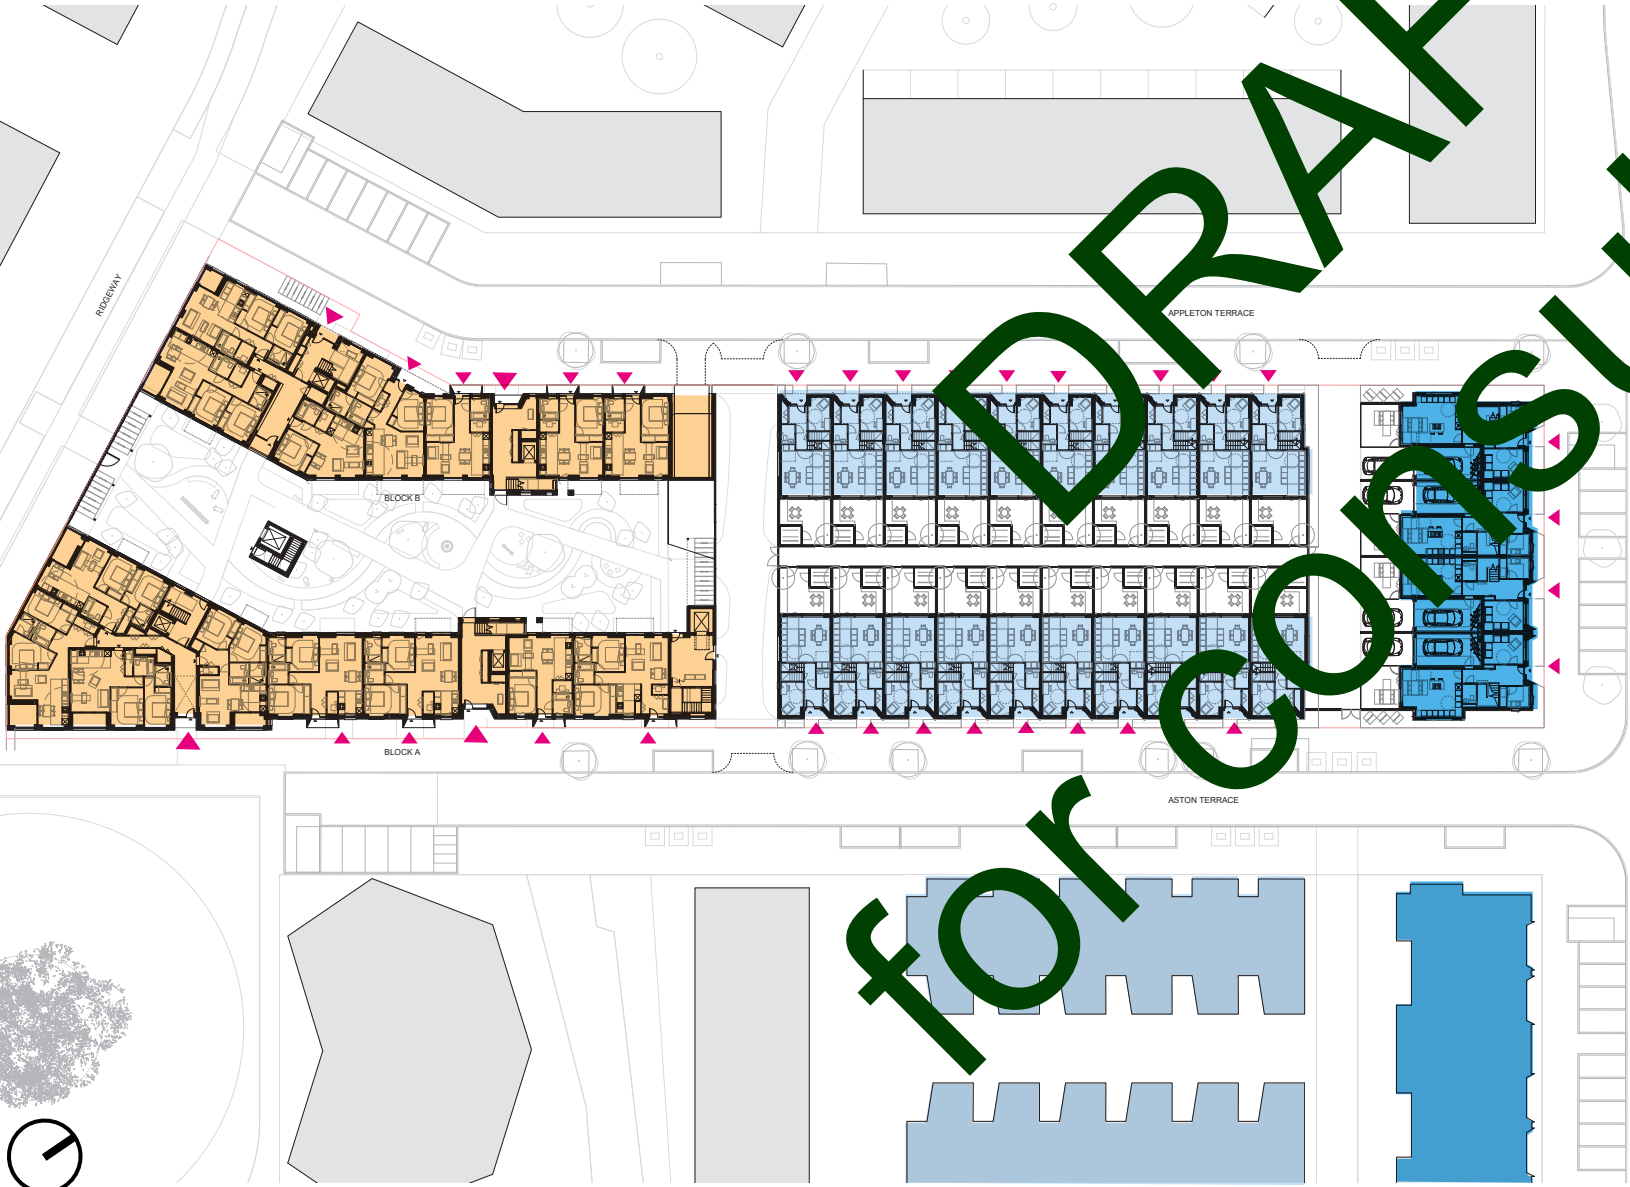 RIDGEWAY
APPLETON TERRACE
BLOCK B
BLOCK A
ASTON TERRACE
DRAF
for consu